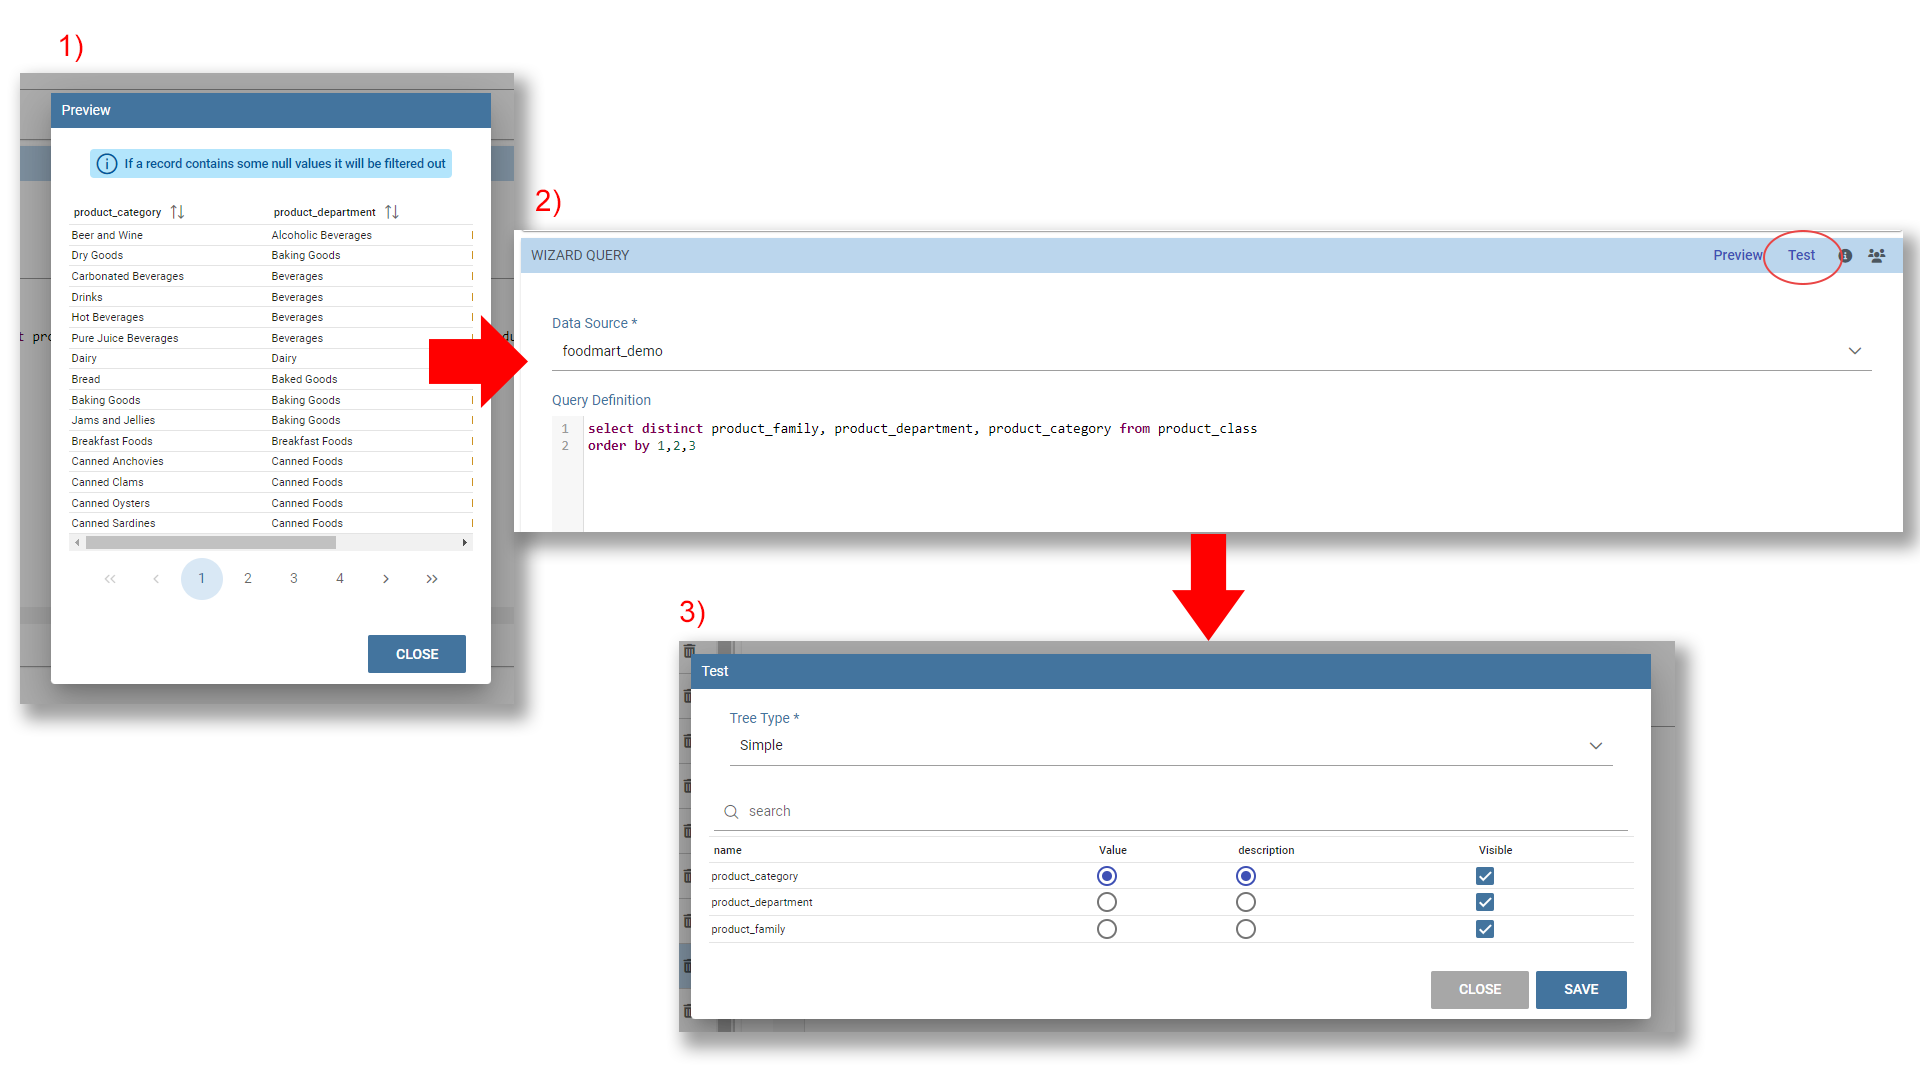 1)
Preview
If a record contains some null values it will be filtered out
product_category product_department
Beer and Wine Alcoholic Beverages
Dry Goods Baking Goods
Carbonated Beverages Beverages
Drinks Beverages
Hot Beverages Beverages
Pure Juice Beverages Beverages
Dairy Dairy
Bread Baked Goods
Baking Goods Baking Goods
Jams and Jellies Baking Goods
Breakfast Foods Breakfast Foods
Canned Anchovies Canned Foods
Canned Clams Canned Foods
Canned Oysters Canned Foods
Canned Sardines Canned Foods
1 2 3 4
CLOSE
2)
WIZARD QUERY Preview Test
Data Source *
foodmart_demo
Query Definition
1 select distinct product_family, product_department, product_category from product_class
2 order by 1,2,3
3)
Test
Tree Type *
Simple
search
name Value description Visible
product_category
product_department
product_family
CLOSE SAVE